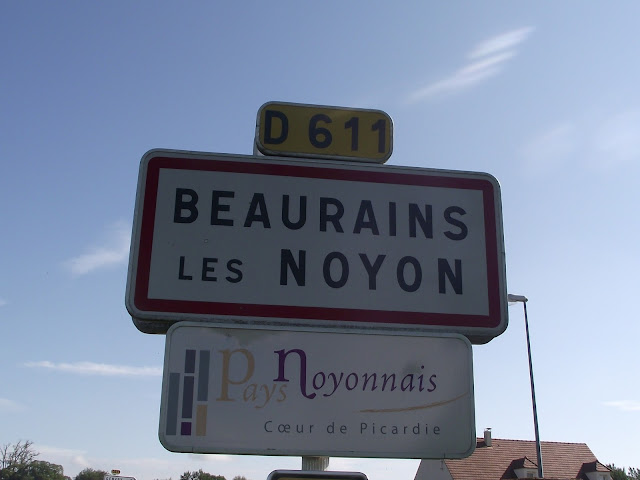 D 611
BEAURAINS
LES NOYON
Pays Noyonnais
Cœur de Picardie